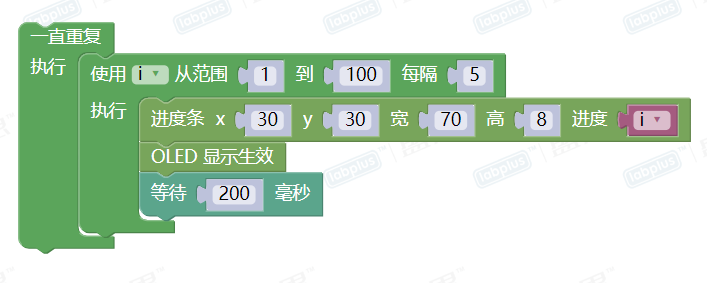 一直重复
执行 使用 i 从范围 1 到 100 每隔 5
执行 进度条 x 30 y 30 宽 70 高 8 进度 i
OLED 显示生效
等待 200 毫秒
labplus
labplus
labplus
labplus
labplus
labplus